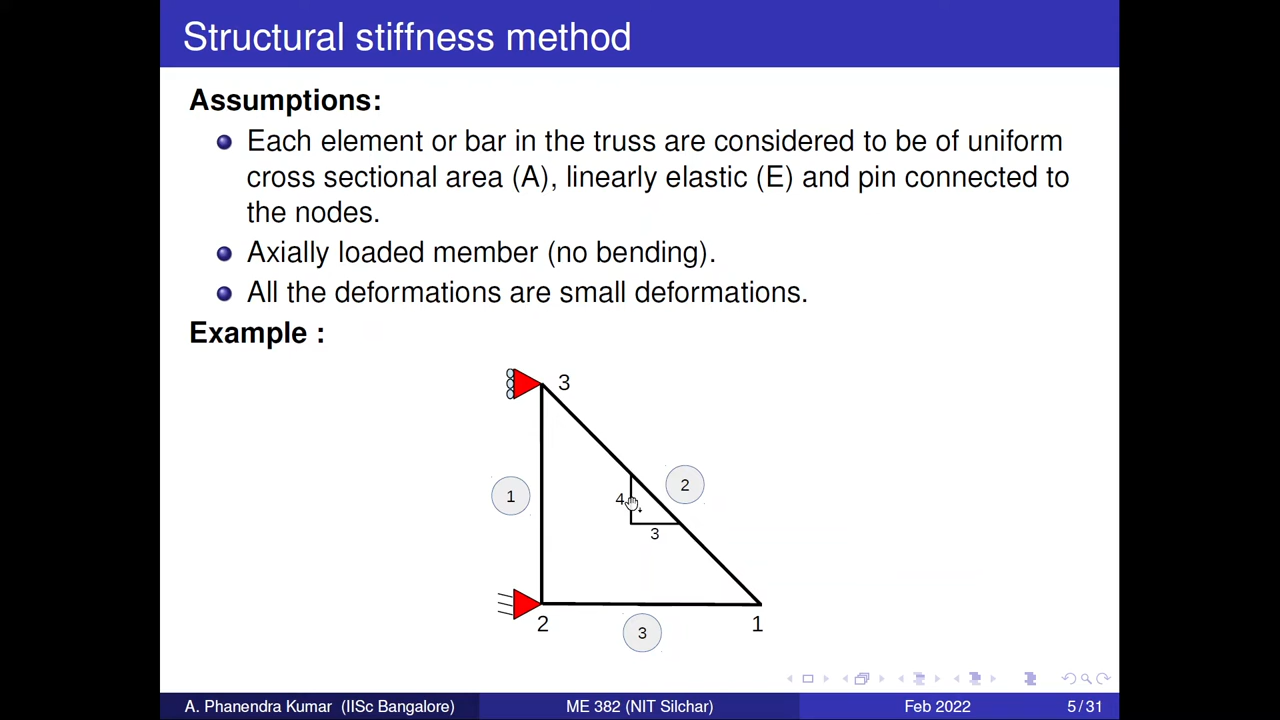 Structural stiffness method
Assumptions:
Each element or bar in the truss are considered to be of uniform
cross sectional area (A), linearly elastic (E) and pin connected to
the nodes.
Axially loaded member (no bending).
All the deformations are small deformations.
Example :
3
1
2
4
3
2
1
3
A. Phanendra Kumar (IISc Bangalore)
ME 382 (NIT Silchar)
Feb 2022
5 / 31